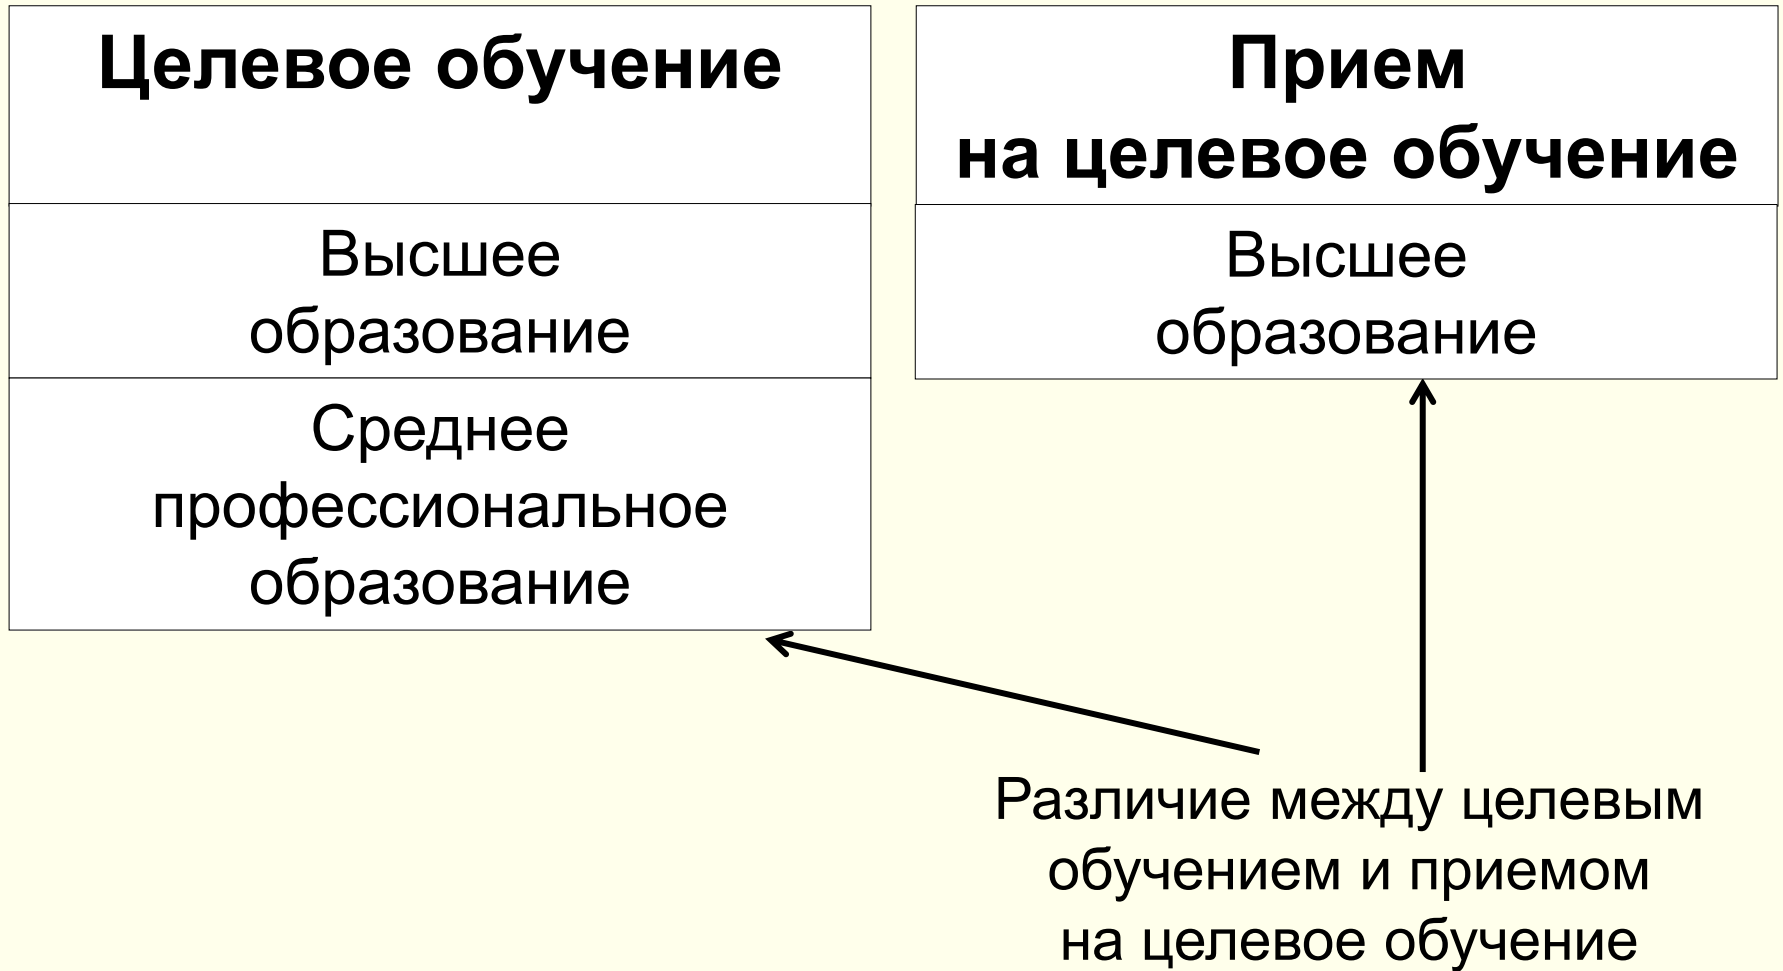 Целевое обучение
Высшее
образование
Среднее
профессиональное
образование
Прием
на целевое обучение
Высшее
образование
Различие между целевым
обучением и приемом
на целевое обучение